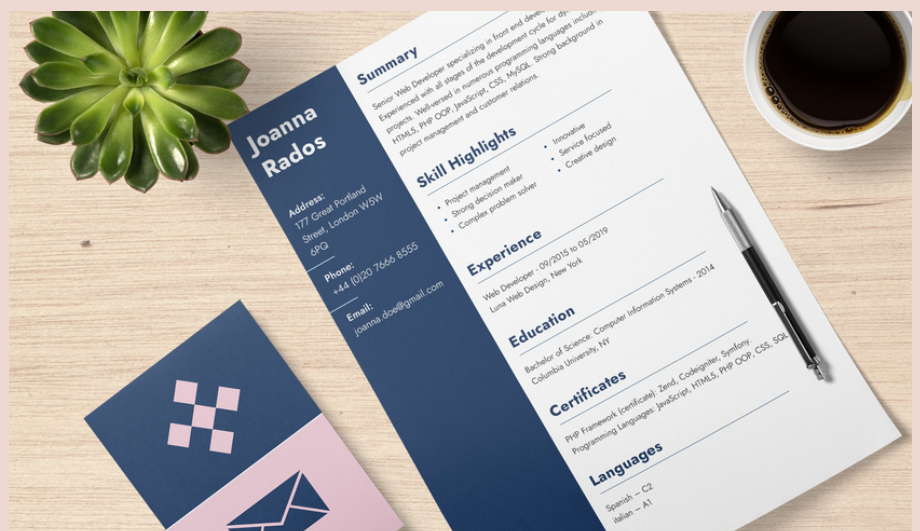 Joanna
Rados
Address:
177 Great Portland
Street, London W5W
6PQ
Phone:
+44 (0)20 7666 8555
Email:
joanna.doe@gmail.com
Summary
Senior Web Developer specializing in front end
Experienced with all stages of the development cycle for
projects. Well-versed in numerous programming languages
HTML5, PHP OOP, JavaScript, CSS, MySQL. Strong background in
project management and customer relations.
Skill Highlights
• Project management
• Strong decision maker
• Complex problem solver
• Innovative
• Service focused
• Creative design
Experience
Web Developer - 09/2015 to 05/2019
Luna Web Design, New York
Education
Bachelor of Science: Computer Information Systems - 2014
Columbia University, NY
Certificates
PHP Framework (certificate): Zend, Codeigniter, Symfony.
Programming Languages: JavaScript, HTML5, PHP OOP, CSS, SQL
Languages
Spanish – C2
Italian – A1